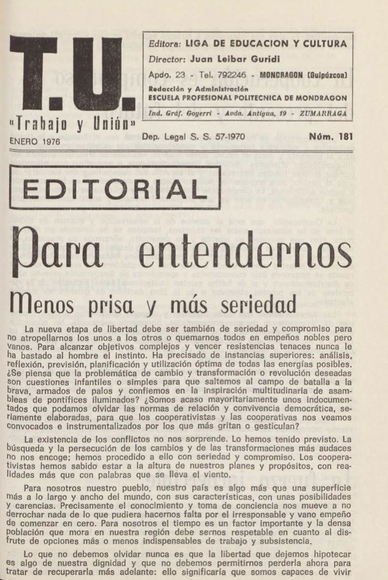 T.U.
«Trabajo y Unión»
ENERO 1976
Editora: LIGA DE EDUCACION Y CULTURA
Director: Juan Leibar Guridi
Apdo. 23 - Tel. 792246 - MONDRAGON (Guipúzcoa)
Redacción y Administración
ESCUELA PROFESIONAL POLITECNICA DE MONDRAGON
Ind. Gráf. Goyerri - Avda. Antigua, 19 - ZUMARRAGA
Dep. Legal S. S. 57-1970
Núm. 181
EDITORIAL
Para entendernos
Menos prisa y más seriedad
La nueva etapa de libertad debe ser también de seriedad y compromiso para
no atropellarnos los unos a los otros o quemarnos todos en empeños nobles pero
vanos. Para alcanzar objetivos complejos y vencer resistencias tenaces nunca le
ha bastado al hombre el instinto. Ha precisado de instancias superiores: análisis,
reflexión, previsión, planificación y utilización óptima de todas las energías posibles.
¿Se piensa que la problemática de cambio y transformación o revolución deseadas
son cuestiones infantiles o simples para que saltemos al campo de batalla a la
brava, armados de palos y confiemos en la inspiración multitudinaria de asam-
bleas de pontífices iluminados? ¿Somos acaso mayoritariamente unos indocumen-
tados que podamos olvidar las normas de relación y convivencia democrática, se-
riamente elaboradas, para que los cooperativistas y las cooperativas nos veamos
convocados e instrumentalizados por los que más gritan o gesticulan?
La existencia de los conflictos no nos sorprende. Lo hemos tenido previsto. La
búsqueda y la persecución de los cambios y de las transformaciones más audaces
no nos encoge; hemos procedido a ello con seriedad y compromiso. Los coopera-
tivistas hemos sabido estar a la altura de nuestros planes y propósitos, con rea-
lidades más que con palabras que se lleva el viento.
Para nosotros nuestro pueblo, nuestro país es algo más que una superficie
más a lo largo y ancho del mundo, con sus características, con unas posibilidades
y carencias. Precisamente el conocimiento y toma de conciencia nos mueve a no
derrochar nada de lo que pudiera hacernos falta por el irresponsable y vano empeño
de comenzar en cero. Para nosotros el tiempo es un factor importante y la densa
población que mora en nuestra región debe sernos respetable en cuanto al dis-
frute de opciones más o menos indispensables de trabajo y subsistencia.
Lo que no debemos olvidar nunca es que la libertad que dejemos hipotecar
es algo de nuestra dignidad y que no debemos permitirnos perderla ahora para
tratar de recuperarla más adelante: ello significaría que somos capaces de vivir